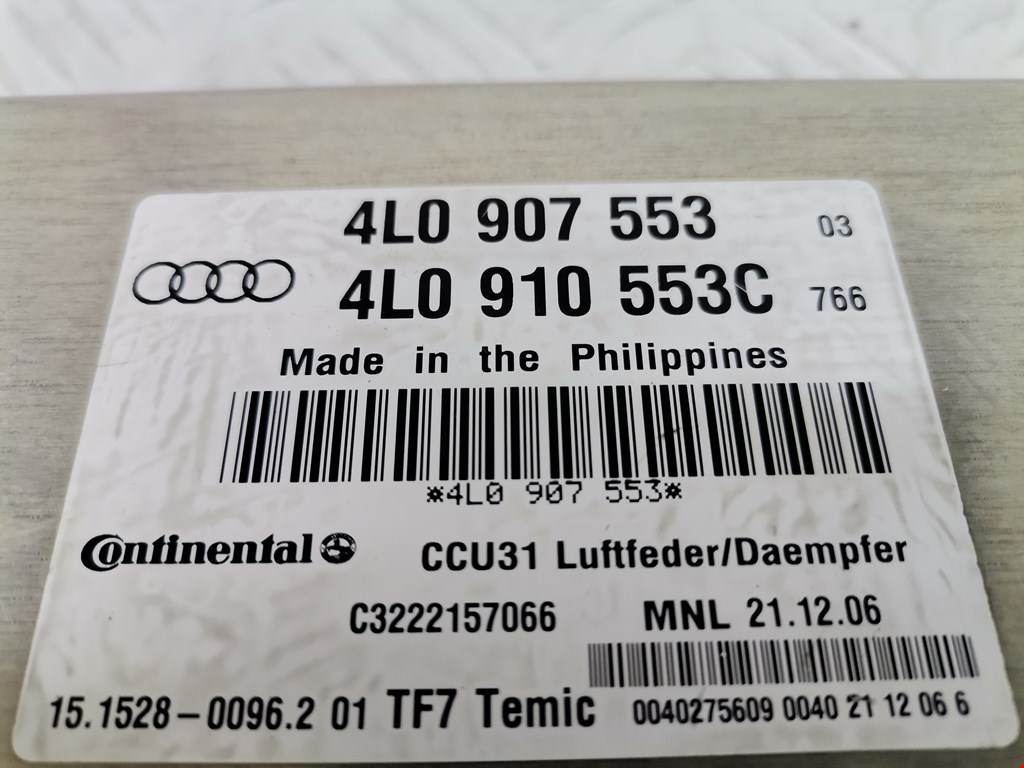 4L0 907 553 03
4L0 910 553C 766
Made in the Philippines
*4L0 907 553*
Continental CCU31 Luftfeder/Daempfer
C3222157066 MNL 21.12.06
15.1528-0096.2 01 TF7 Temic 0040275609 0040 21 12 06 6